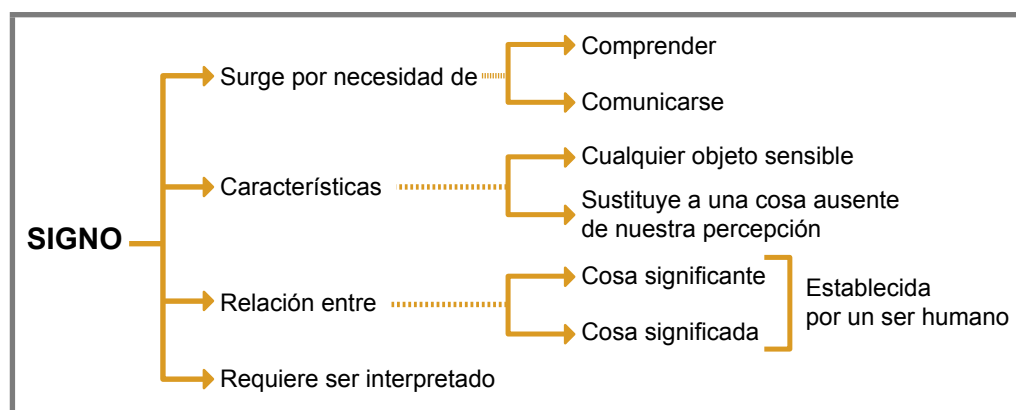 SIGNO
Surge por necesidad de
Comprender
Comunicarse
Características
Cualquier objeto sensible
Sustituye a una cosa ausente
de nuestra percepción
Relación entre
Cosa significante
Cosa significada
Establecida
por un ser humano
Requiere ser interpretado